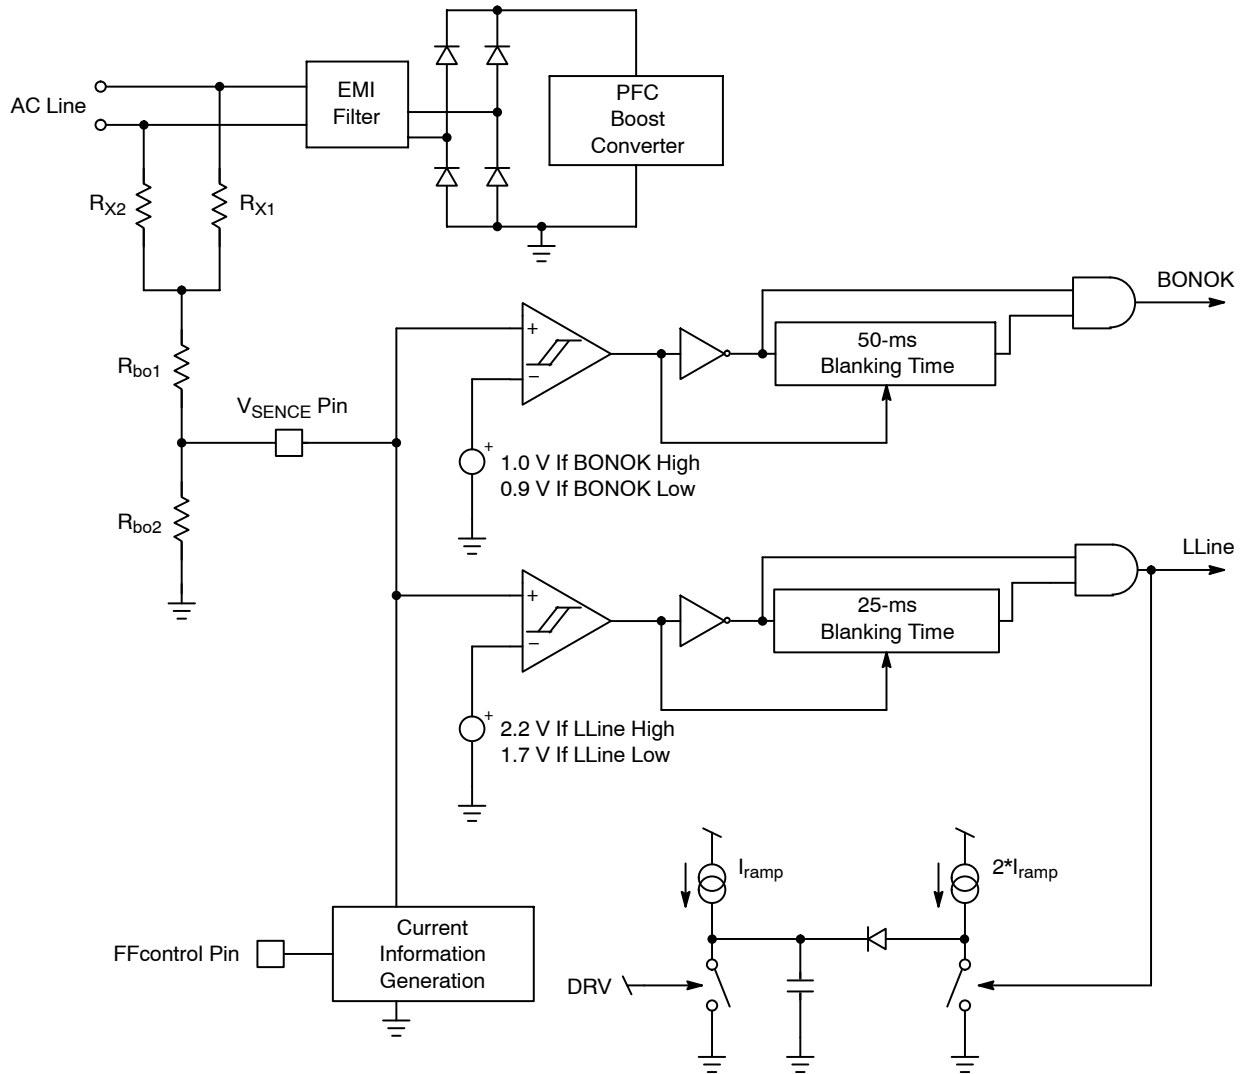 EMI
Filter
PFC
Boost
Converter
AC Line
RX2
RX1
BONOK
50-ms
Blanking Time
+
−
Rbo1
VSENCE Pin
+
1.0 V If BONOK High
0.9 V If BONOK Low
Rbo2
LLine
25-ms
Blanking Time
+
−
+
2.2 V If LLine High
1.7 V If LLine Low
Iramp
2*Iramp
Current
Information
Generation
FFcontrol Pin
DRV